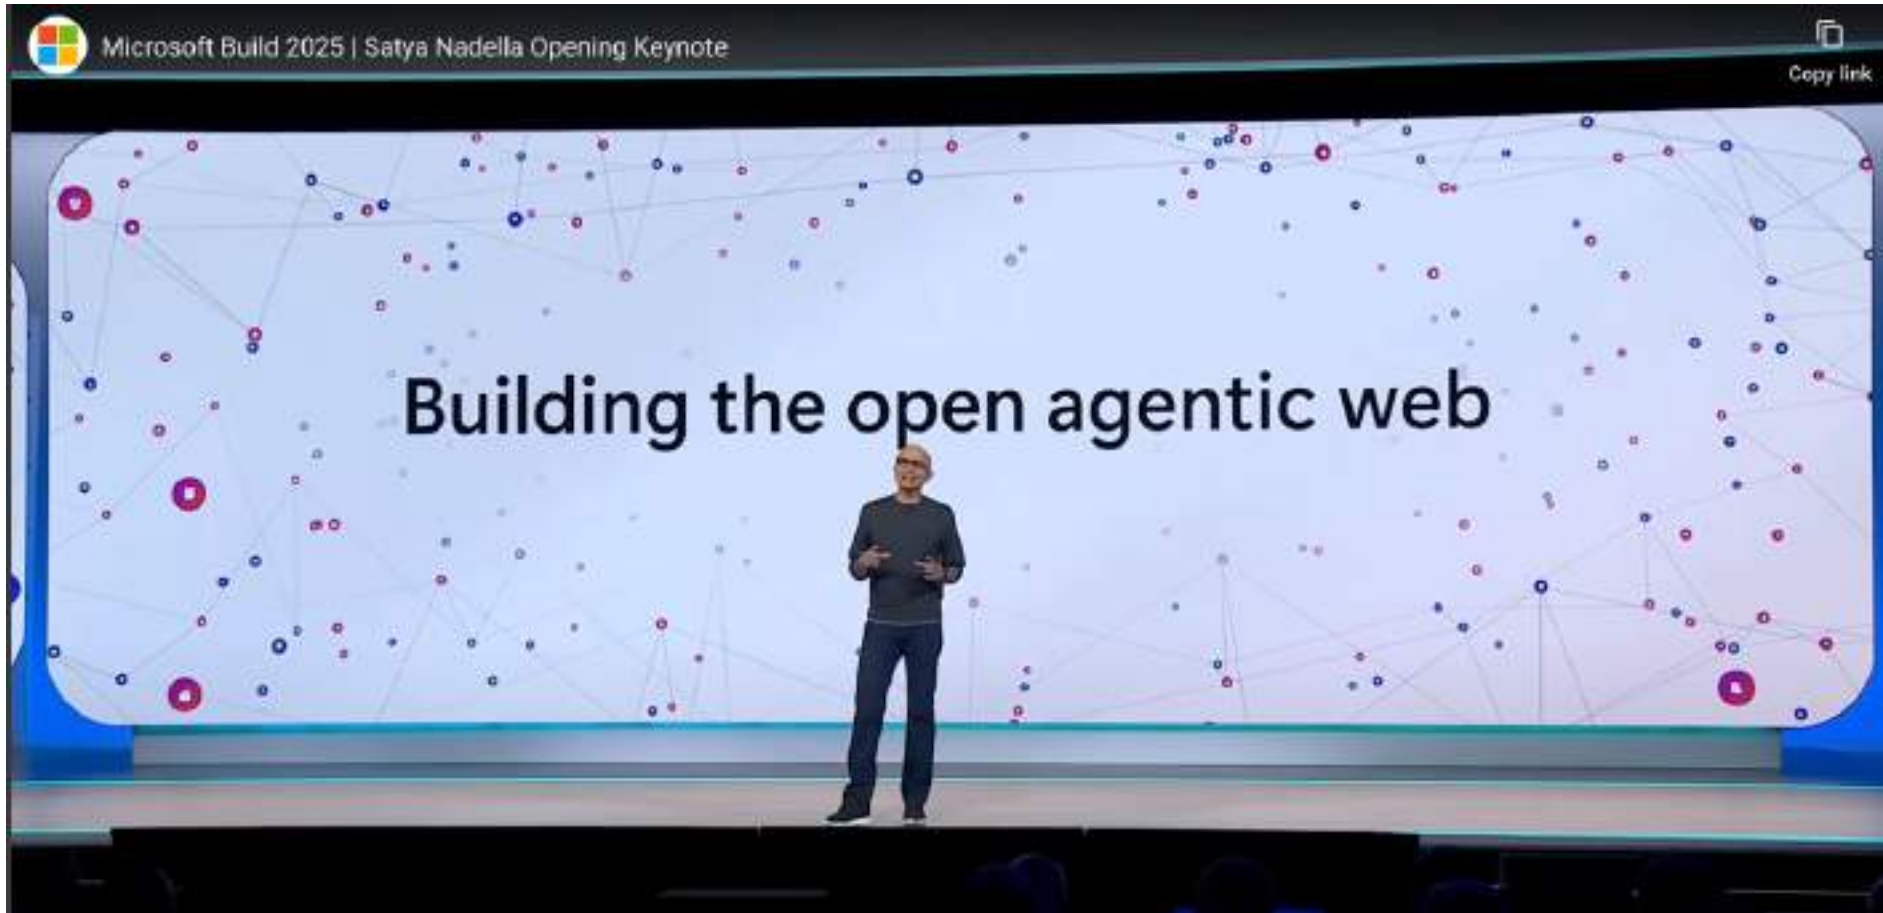 Microsoft Build 2025 | Satya Nadella Opening Keynote
Copy link
Building the open agentic web